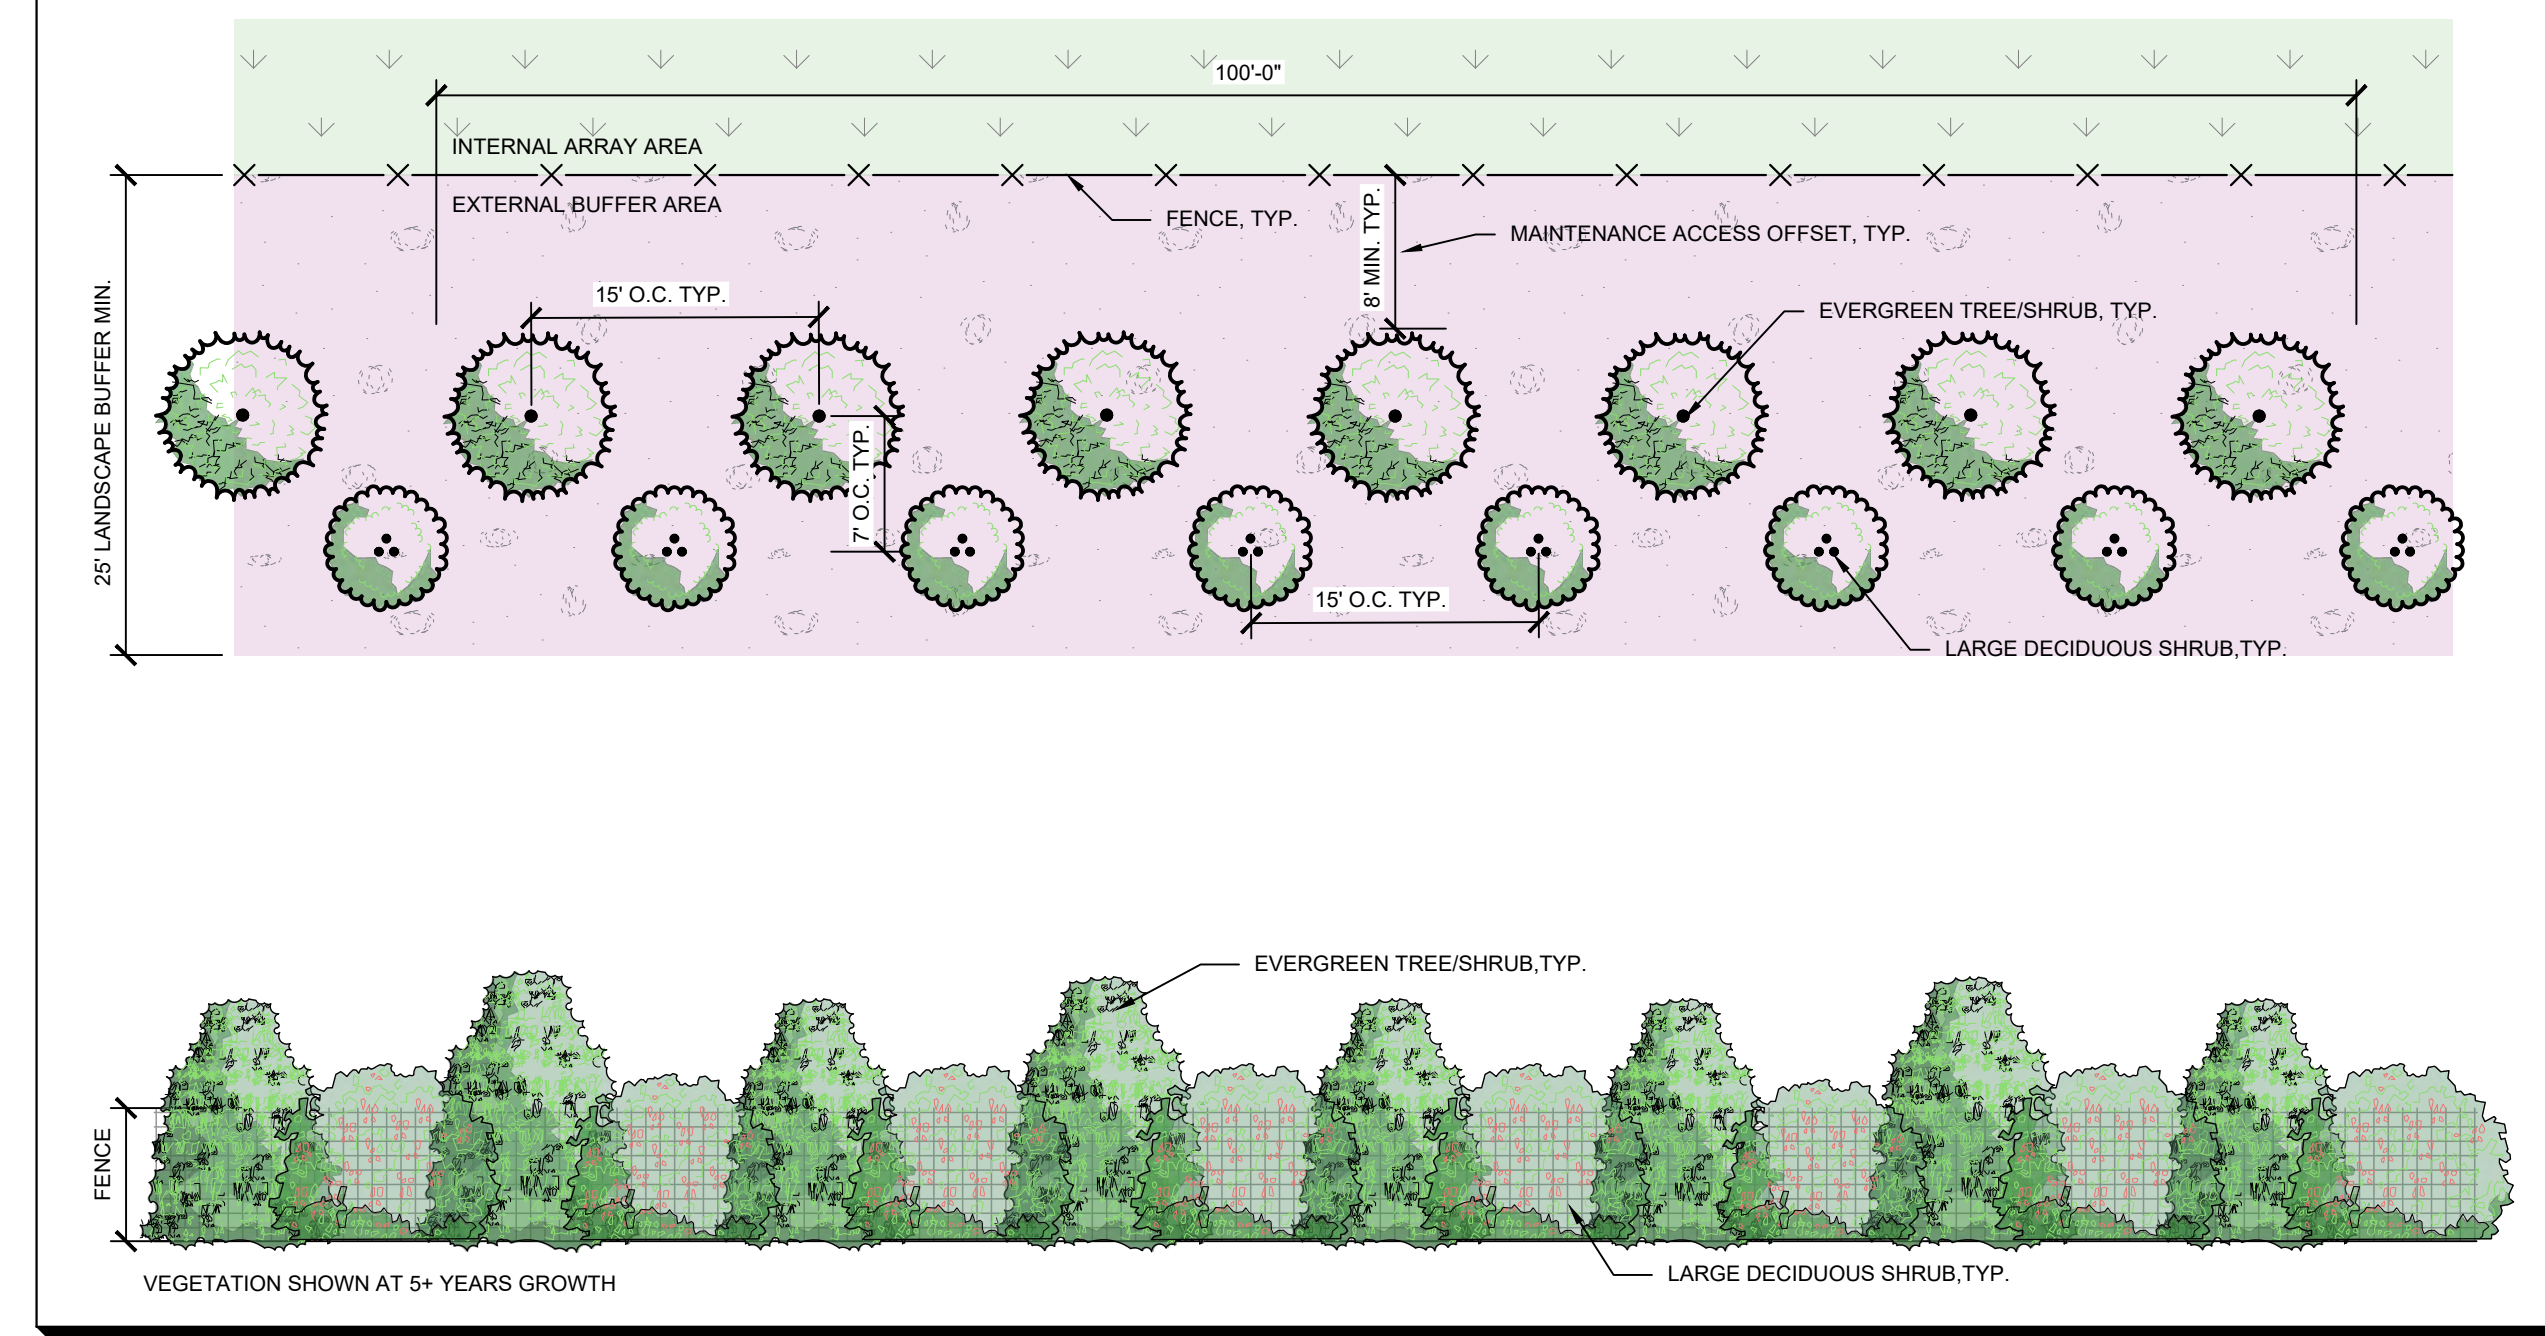 100'-0"
INTERNAL ARRAY AREA
EXTERNAL BUFFER AREA
FENCE, TYP.
8' MIN. TYP.
MAINTENANCE ACCESS OFFSET, TYP.
15' O.C. TYP.
EVERGREEN TREE/SHRUB, TYP.
25' LANDSCAPE BUFFER MIN.
7' O.C. TYP.
15' O.C. TYP.
LARGE DECIDUOUS SHRUB,TYP.
EVERGREEN TREE/SHRUB,TYP.
FENCE
LARGE DECIDUOUS SHRUB,TYP.
VEGETATION SHOWN AT 5+ YEARS GROWTH